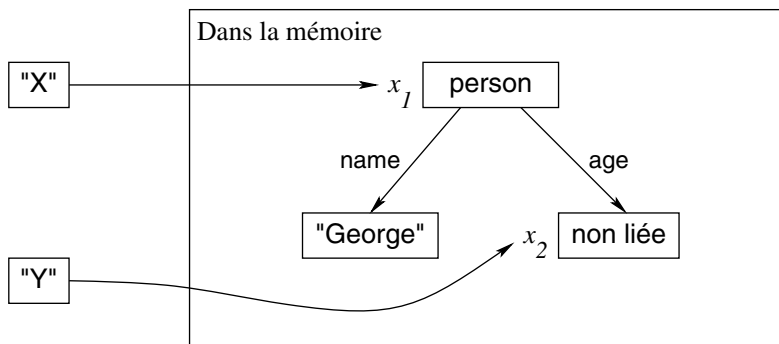 Dans la mémoire
"X"
x1
person
name
age
"George"
x2
non liée
"Y"